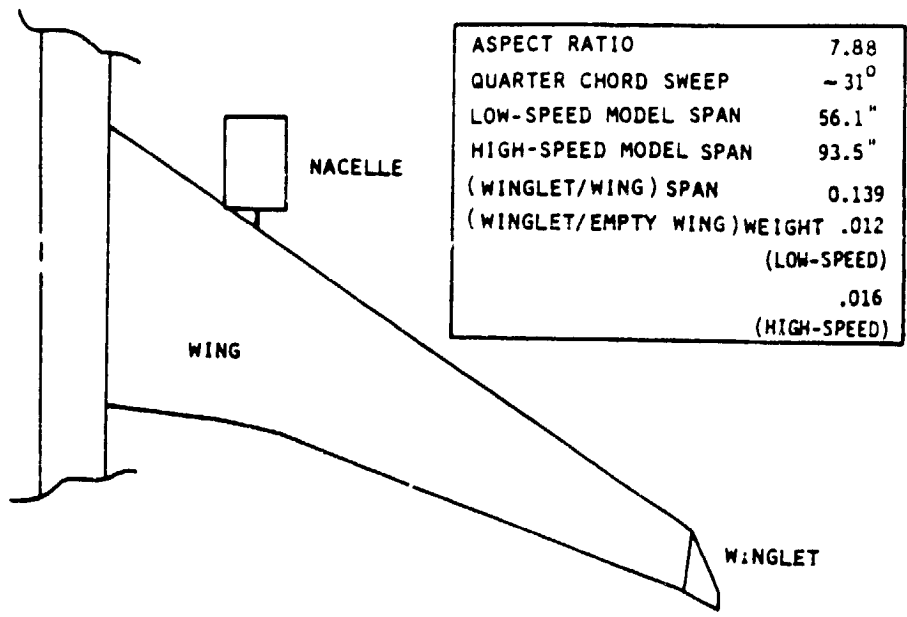 ASPECT RATIO 7.88
QUARTER CHORD SWEEP ~31°
LOW-SPEED MODEL SPAN 56.1"
HIGH-SPEED MODEL SPAN 93.5"
(WINGLET/WING) SPAN 0.139
(WINGLET/EMPTY WING) WEIGHT .012
(LOW-SPEED)
.016
(HIGH-SPEED)
NACELLE
WING
WINGLET